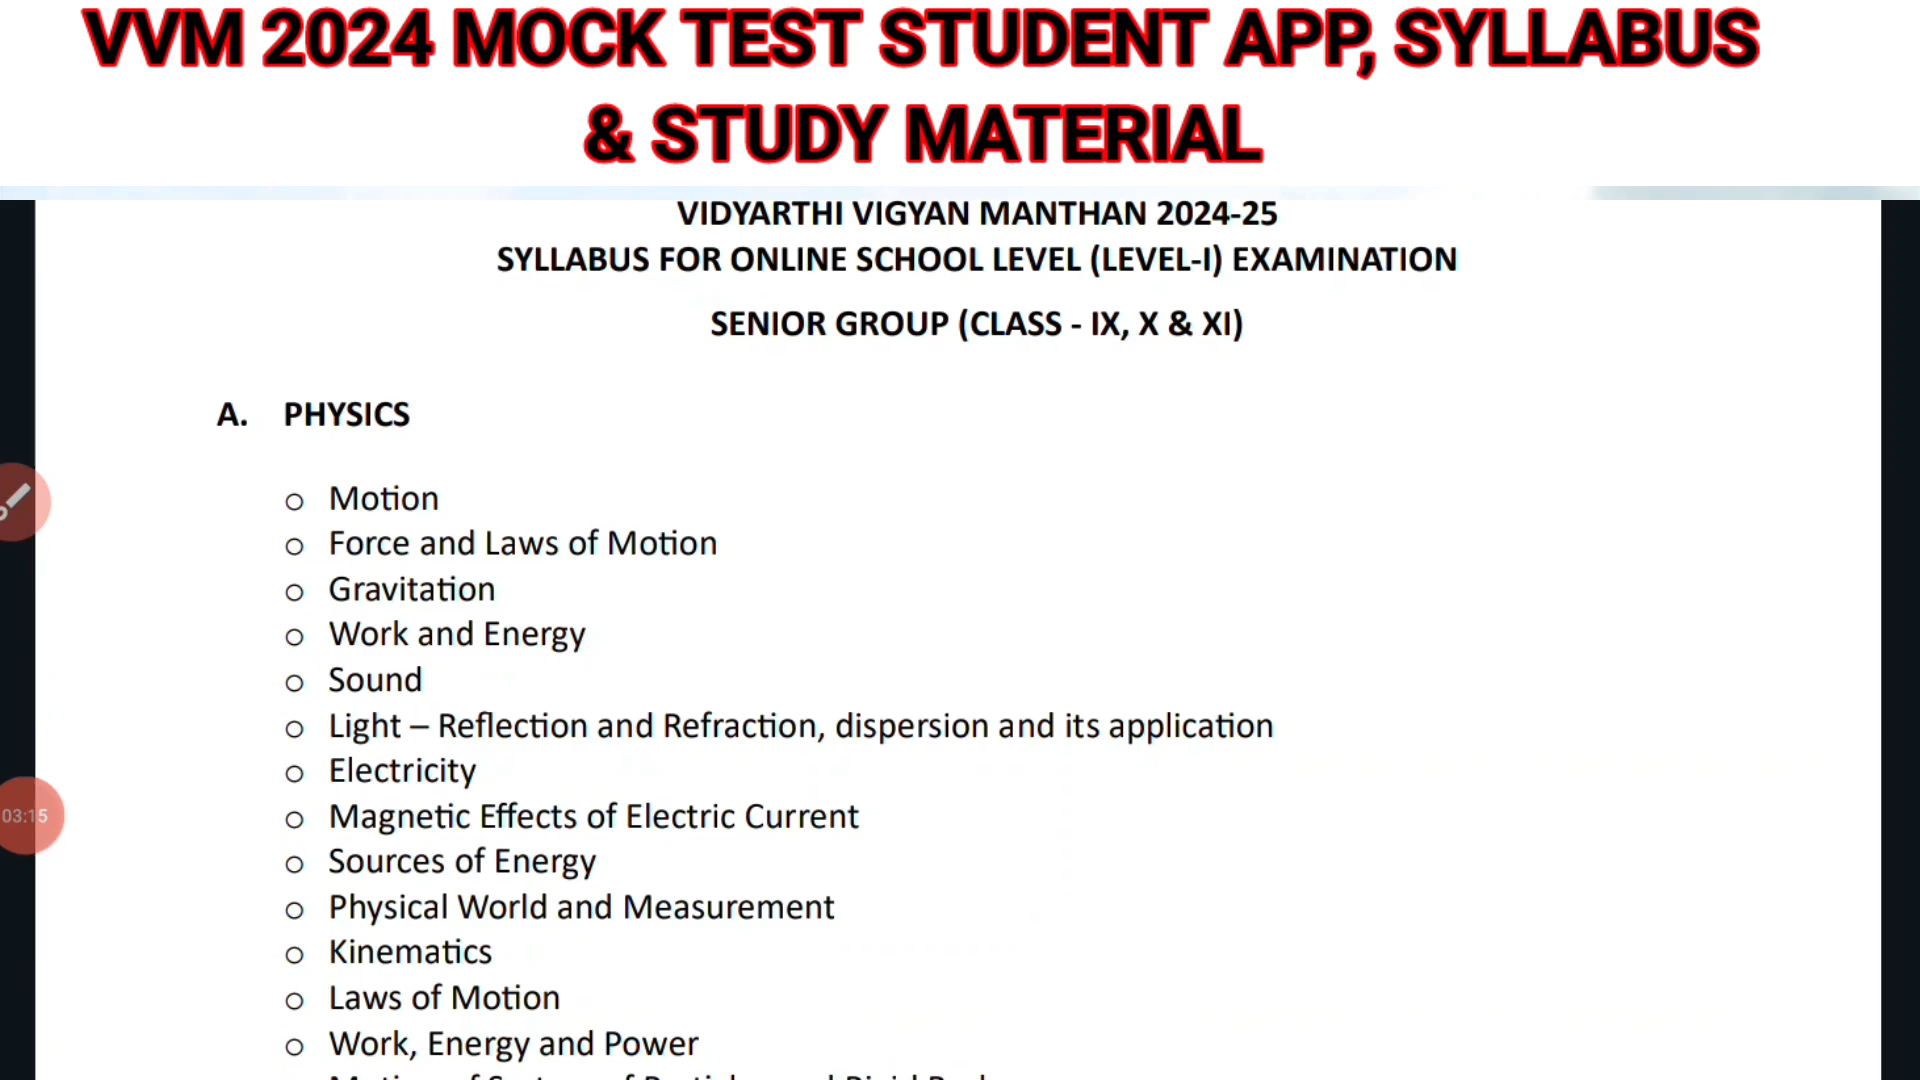 VVM 2024 MOCK TEST STUDENT APP, SYLLABUS
& STUDY MATERIAL
VIDYARTHI VIGYAN MANTHAN 2024-25
SYLLABUS FOR ONLINE SCHOOL LEVEL (LEVEL-I) EXAMINATION
SENIOR GROUP (CLASS - IX, X & XI)
A. PHYSICS
o Motion
o Force and Laws of Motion
o Gravitation
o Work and Energy
o Sound
o Light – Reflection and Refraction, dispersion and its application
o Electricity
o Magnetic Effects of Electric Current
03:15
o Sources of Energy
o Physical World and Measurement
o Kinematics
o Laws of Motion
o Work, Energy and Power